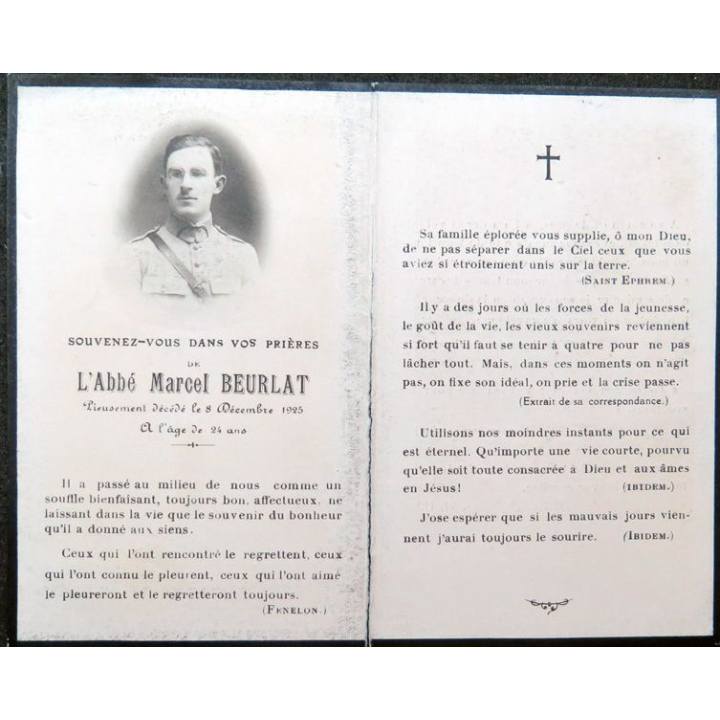 SOUVENEZ-VOUS DANS VOS PRIÈRES
DE
L'Abbé Marcel BEURLAT
Pieusement décédé le 8 Décembre 1925
A l'âge de 24 ans
Il a passé au milieu de nous comme un
souffle bienfaisant, toujours bon, affectueux, ne
laissant dans la vie que le souvenir du bonheur
qu'il a donné aux siens.
Ceux qui l'ont rencontré le regrettent, ceux
qui l'ont connu le pleurent, ceux qui l'ont aimé
le pleureront et le regretteront toujours.
(FENELON.)
Sa famille éplorée vous supplie, ô mon Dieu,
de ne pas séparer dans le Ciel ceux que vous
aviez si étroitement unis sur la terre.
(SAINT EPHREM.)
Il y a des jours où les forces de la jeunesse,
le goût de la vie, les vieux souvenirs reviennent
si fort qu'il faut se tenir à quatre pour ne pas
lâcher tout. Mais, dans ces moments on n'agit
pas, on fixe son idéal, on prie et la crise passe.
(Extrait de sa correspondance.)
Utilisons nos moindres instants pour ce qui
est éternel. Qu'importe une vie courte, pourvu
qu'elle soit toute consacrée à Dieu et aux âmes
en Jésus! (IBIDEM.)
J'ose espérer que si les mauvais jours vien-
nent j'aurai toujours le sourire. (IBIDEM.)